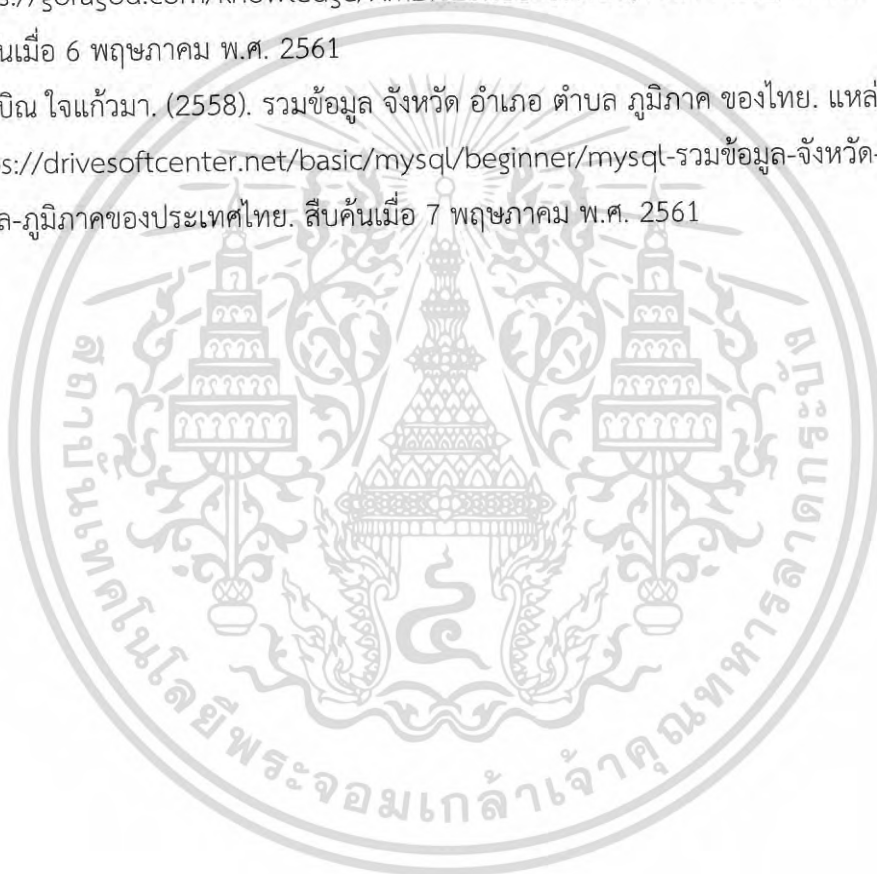 นเมื่อ 6 พฤษภาคม พ.ศ. 2561
บิณ ใจแก้วมา. (2558). รวมข้อมูล จังหวัด อำเภอ ตำบล ภูมิภาค ของไทย. แหล่
s://drivesoftcenter.net/basic/mysql/beginner/mysql-รวมข้อมูล-จังหวัด-
ล-ภูมิภาคของประเทศไทย. สืบค้นเมื่อ 7 พฤษภาคม พ.ศ. 2561
สถาบันเทคโนโลยีพระจอมเกล้าเจ้าคุณทหารลาดกระบัง